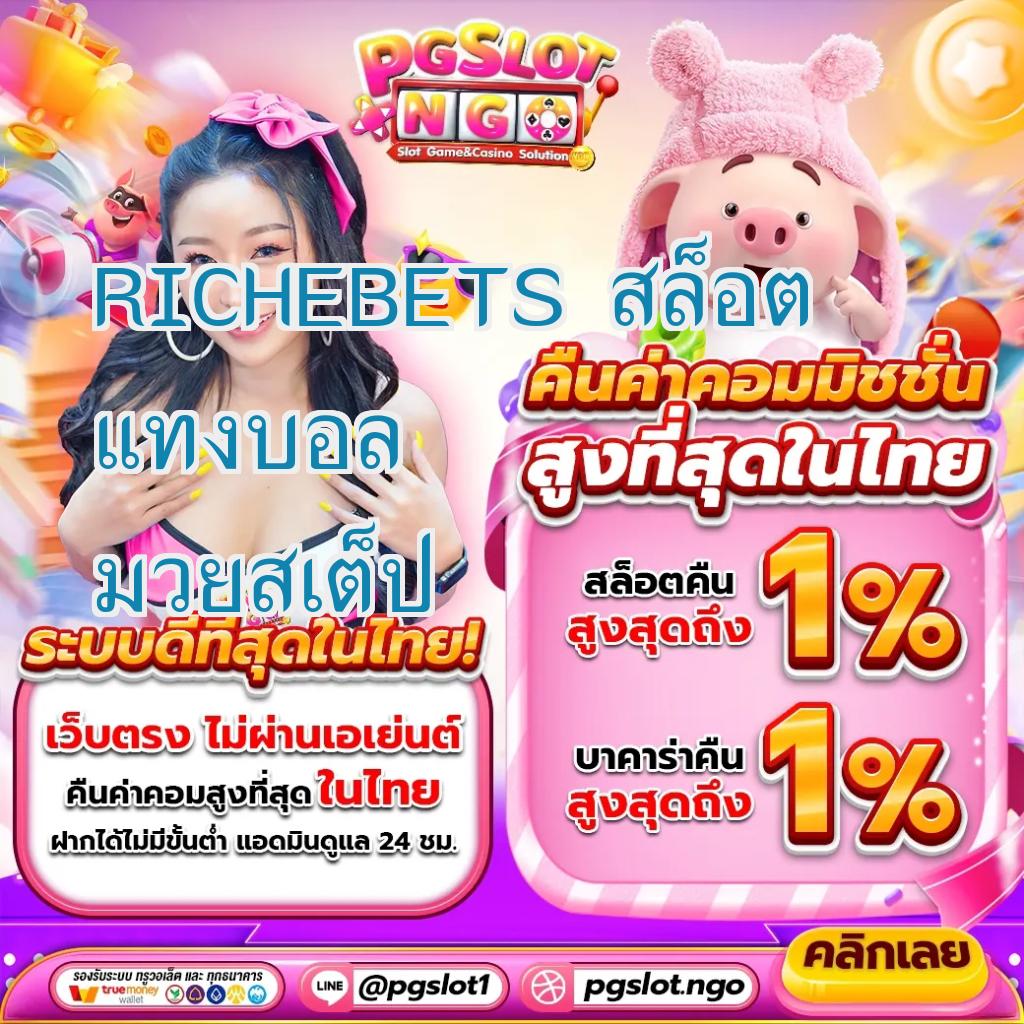 PGSLOT
NGO
Slot Game&Casino Solution
RICHEBETS สล็อต
แทงบอล
มวยสเต็ป
คืนค่าคอมมิชชั่น
สูงที่สุดในไทย
สล็อตคืน
สูงสุดถึง
1%
บาคาร่าคืน
สูงสุดถึง
1%
ระบบดีที่สุดในไทย!
เว็บตรง ไม่ผ่านเอเย่นต์
คืนค่าคอมสูงที่สุด ในไทย
ฝากได้ไม่มีขั้นต่ำ แอดมินดูแล 24 ชม.
คลิกเลย
รองรับระบบ ทรูวอเล็ต และ ทุกธนาคาร
truemoney
wallet
LINE @pgslot1
pgslot.ngo